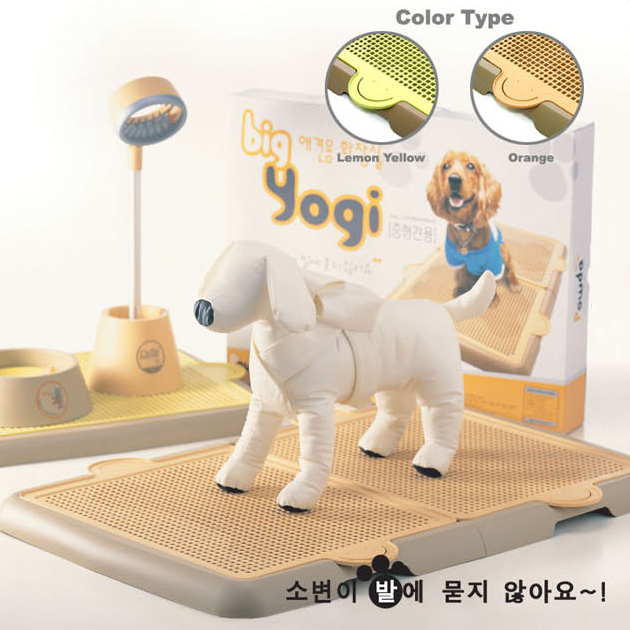 Color Type
Lemon Yellow
Orange
big 애견용 화장실
yogi
[중형견용]
소변이 발에 묻지 않아요~!